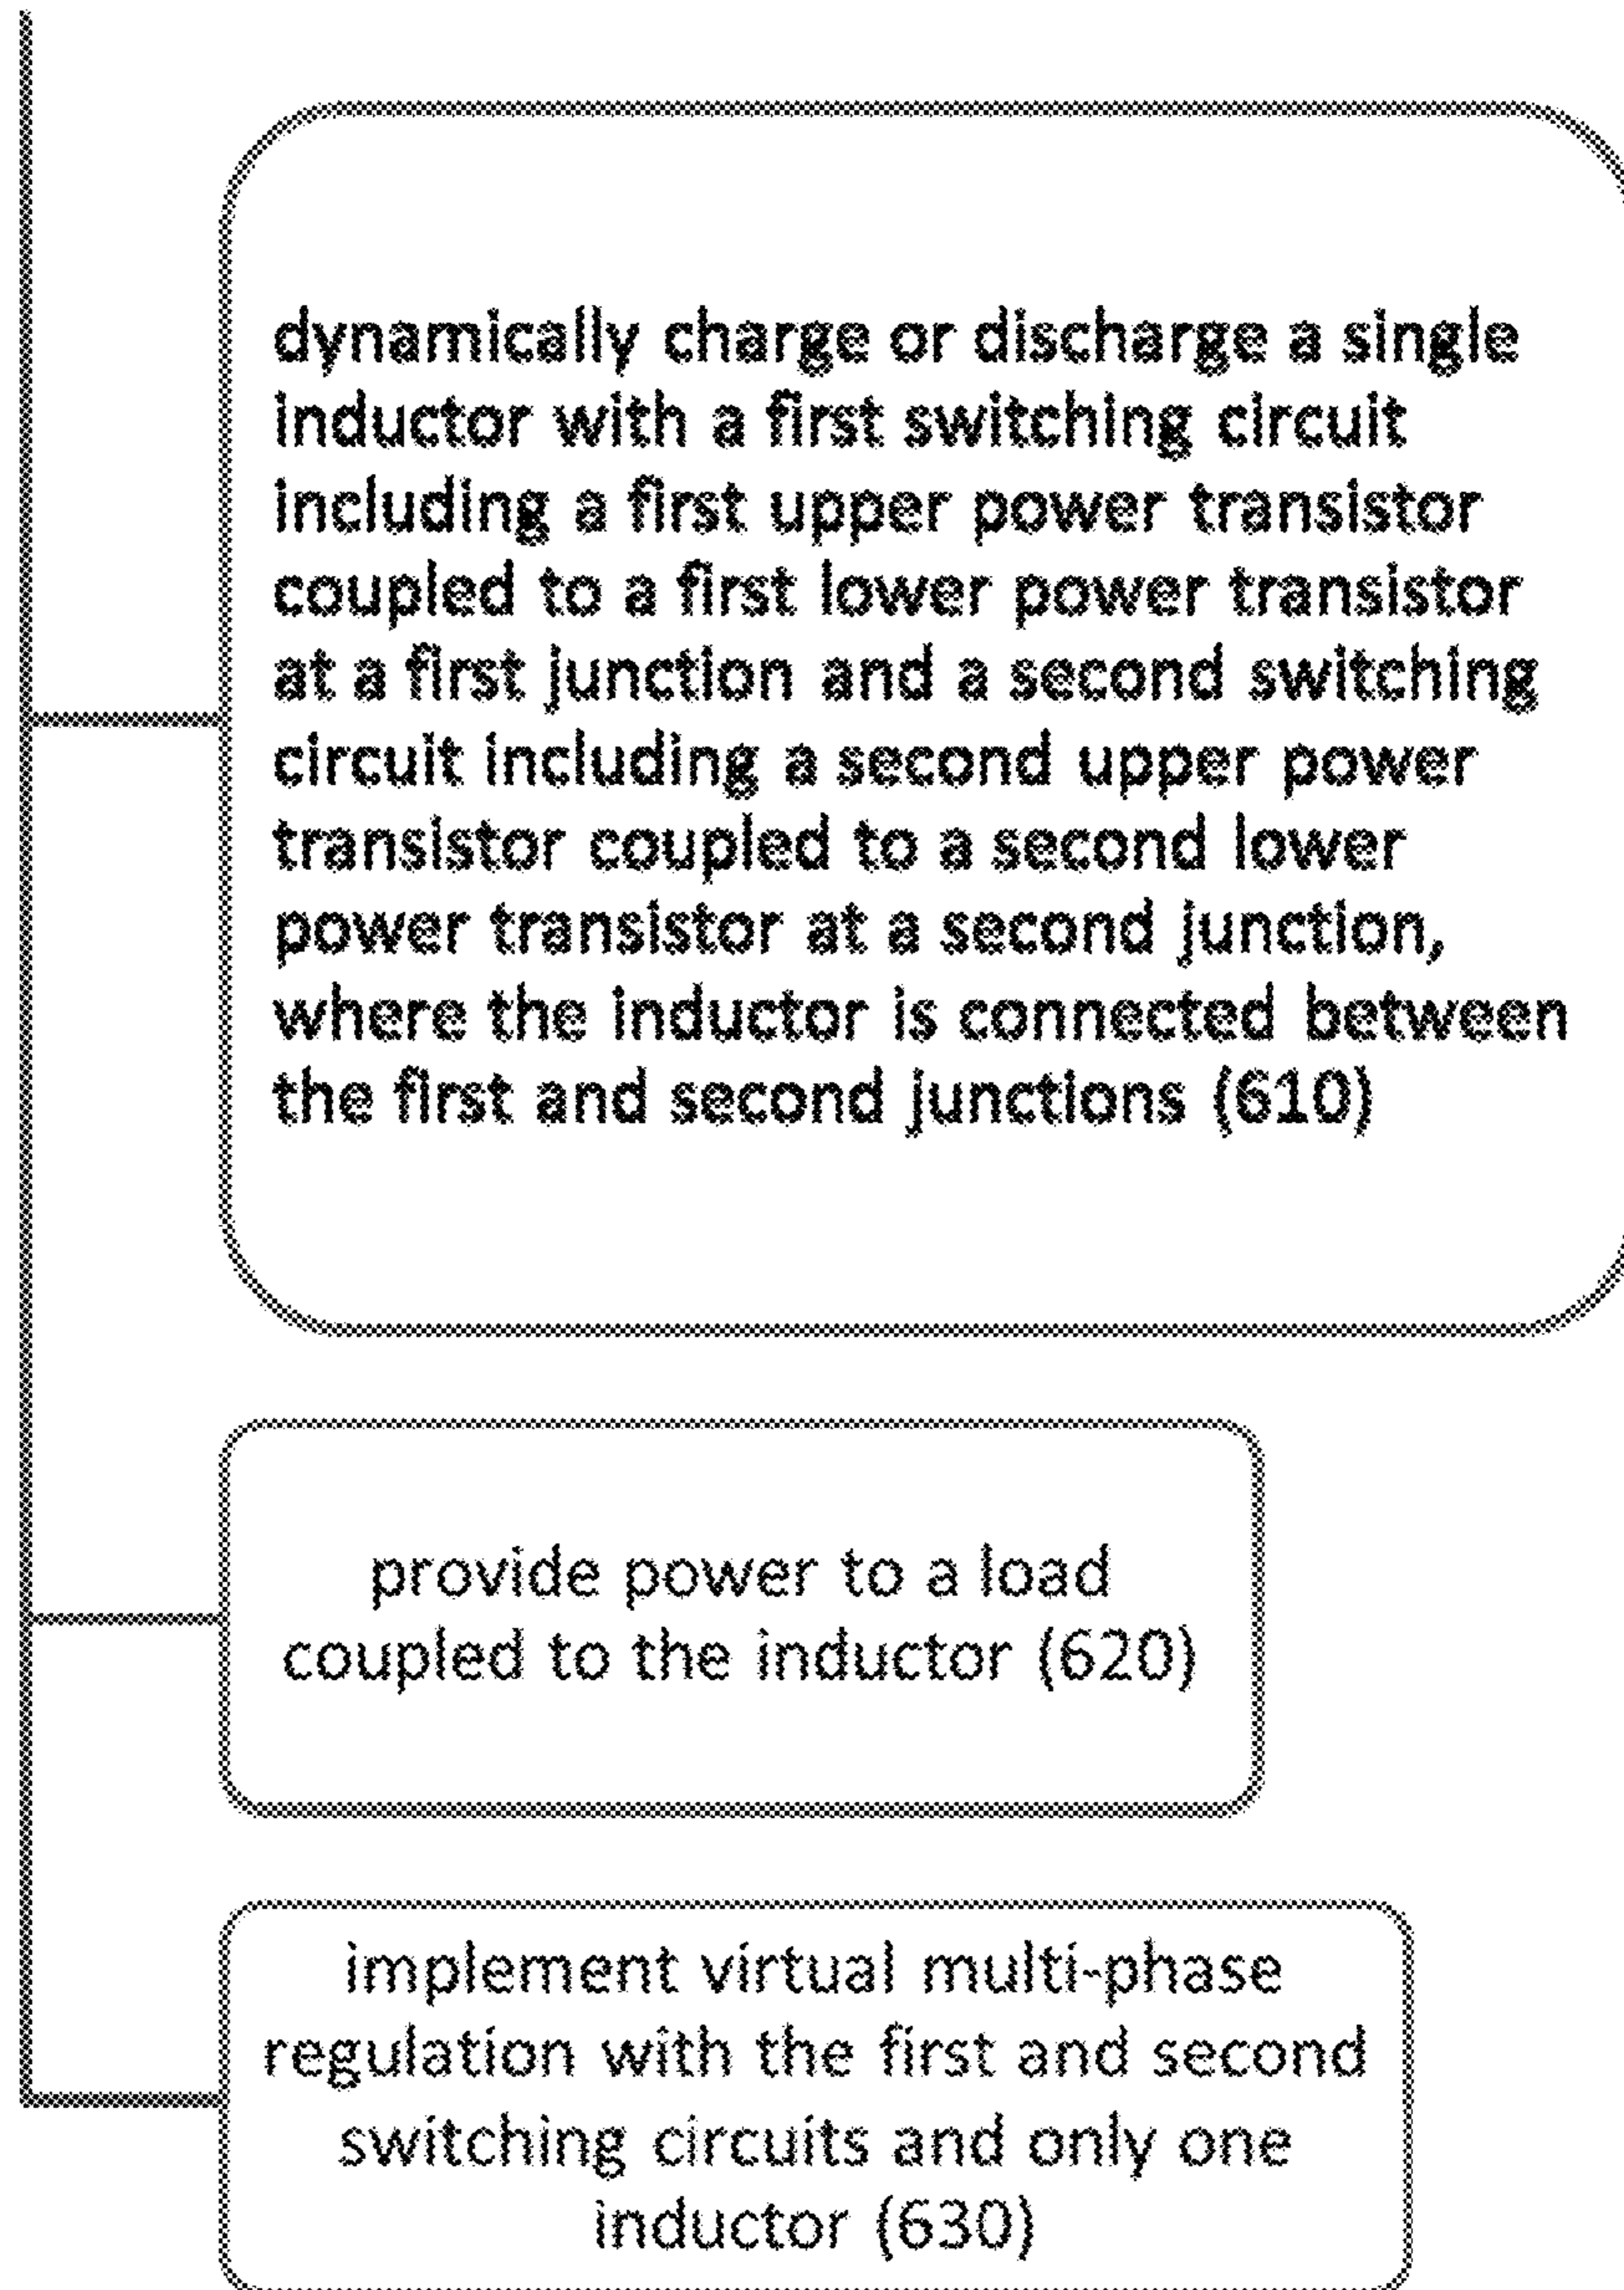 dynamically charge or discharge a single
inductor with a first switching circuit
including a first upper power transistor
coupled to a first lower power transistor
at a first junction and a second switching
circuit including a second upper power
transistor coupled to a second lower
power transistor at a second junction,
where the inductor is connected between
the first and second junctions (610)
provide power to a load
coupled to the inductor (620)
implement virtual multi-phase
regulation with the first and second
switching circuits and only one
inductor (630)